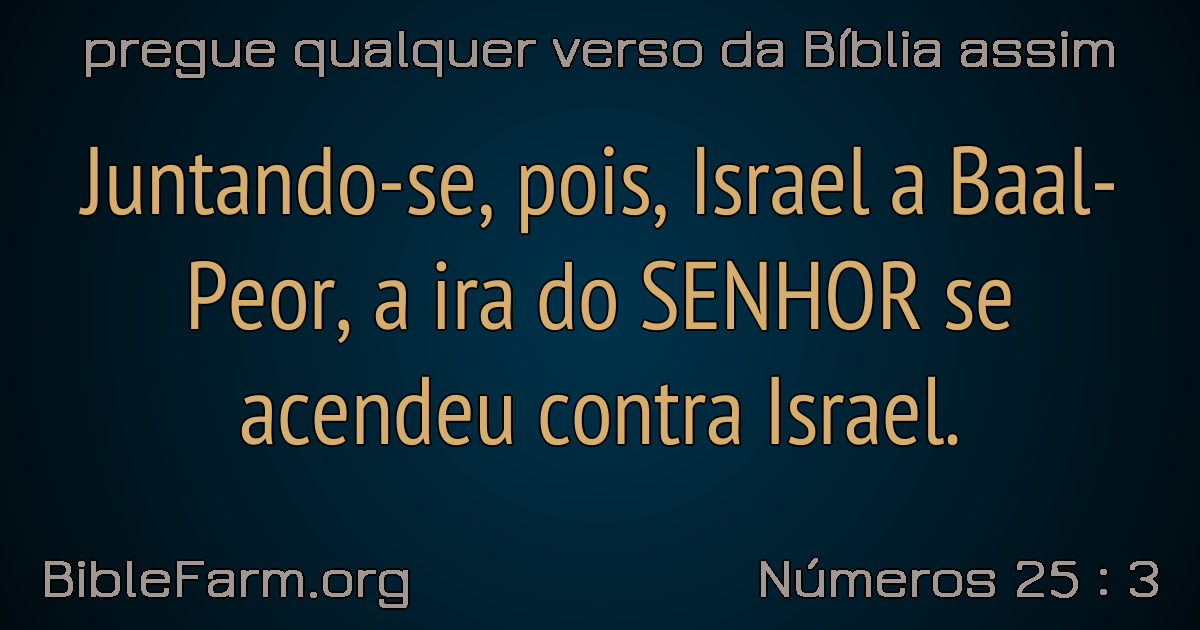 pregue qualquer verso da Bíblia assim
Juntando-se, pois, Israel a Baal-
Peor, a ira do SENHOR se
acendeu contra Israel.
BibleFarm.org
Números 25 : 3